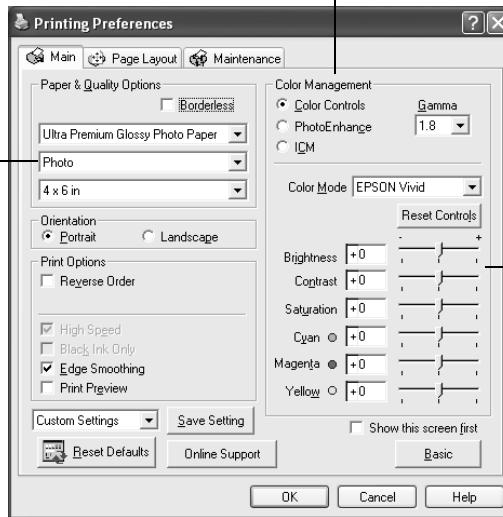 Printing Preferences
Main Page Layout Maintenance
Paper & Quality Options
Borderless
Ultra Premium Glossy Photo Paper
Photo
4 x 6 in
Orientation
Portrait Landscape
Print Options
Reverse Order
High Speed
Black Ink Only
Edge Smoothing
Print Preview
Custom Settings Save Setting
Reset Defaults Online Support
Color Management
Color Controls Gamma
PhotoEnhance 1.8
ICM
Color Mode EPSON Vivid
Reset Controls
- +
Brightness +0
Contrast +0
Saturation +0
Cyan +0
Magenta +0
Yellow +0
Show this screen first
Basic
OK Cancel Help